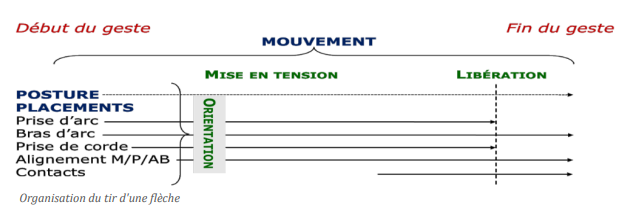 Début du geste
Fin du geste
MOUVEMENT
MISE EN TENSION
LIBÉRATION
POSTURE
PLACEMENTS
Prise d'arc
Bras d'arc
Prise de corde
Alignement M/P/AB
Contacts
ORIENTATION
Organisation du tir d'une flèche